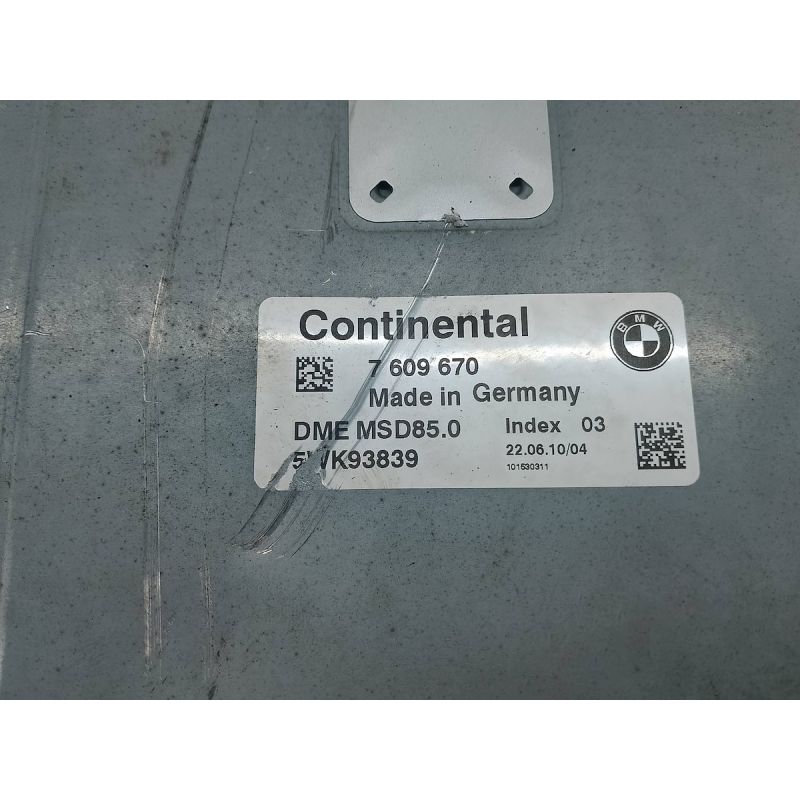 Continental
BMW
7 609 670
Made in Germany
DME MSD85.0 Index 03
5WK93839 22.06.10/04
101530311